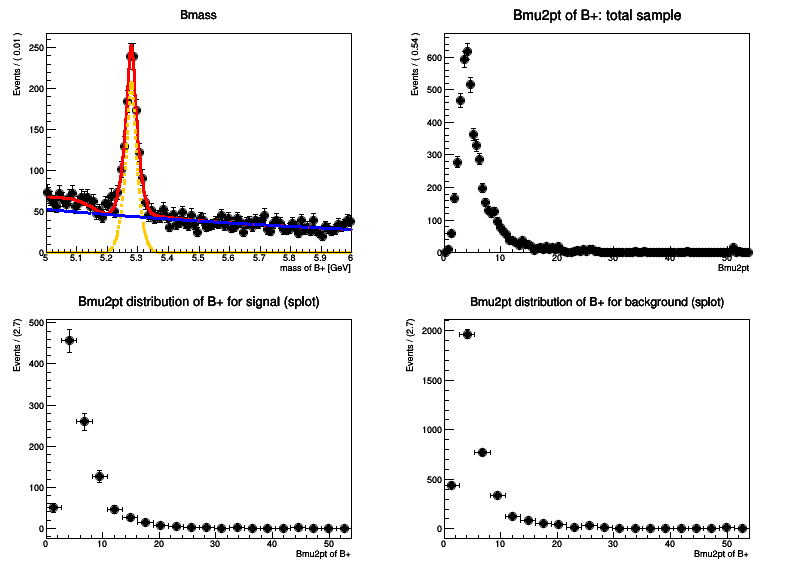 Bmass
Events / ( 0.01 )
250
200
150
100
50
0
5 5.1 5.2 5.3 5.4 5.5 5.6 5.7 5.8 5.9 6
mass of B+ [GeV]
Bmu2pt of B+: total sample
Events / ( 0.54 )
600
500
400
300
200
100
0
0 10 20 30 40 50
Bmu2pt
Bmu2pt distribution of B+ for signal (splot)
Events / (2.7)
500
400
300
200
100
0
0 10 20 30 40 50
Bmu2pt of B+
Bmu2pt distribution of B+ for background (splot)
Events / (2.7)
2000
1500
1000
500
0
0 10 20 30 40 50
Bmu2pt of B+